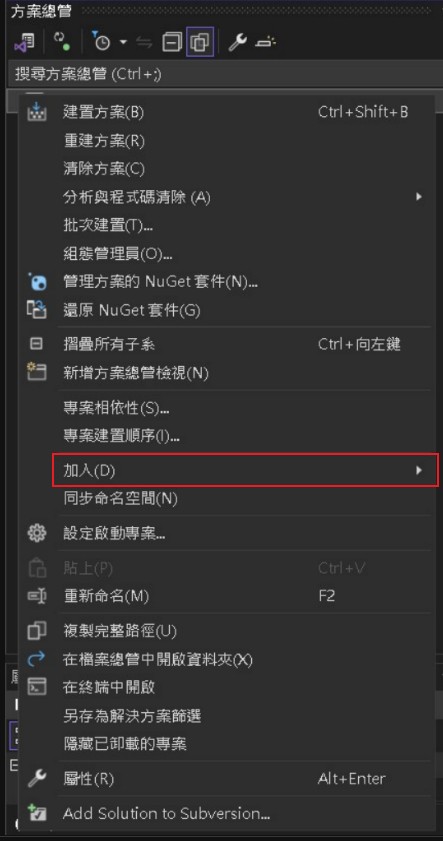 方案總管
搜尋方案總管 (Ctrl+;)
建置方案(B) Ctrl+Shift+B
重建方案(R)
清除方案(C)
分析與程式碼清除 (A)
批次建置(T)...
組態管理員(O)...
管理方案的 NuGet 套件(N)...
還原 NuGet 套件(G)
摺疊所有子系 Ctrl+向左鍵
新增方案總管檢視(N)
專案相依性(S)...
專案建置順序(I)...
加入(D)
同步命名空間(N)
設定啟動專案...
貼上(P) Ctrl+V
重新命名(M) F2
複製完整路徑(U)
在檔案總管中開啟資料夾(X)
在終端中開啟
另存為解決方案篩選
隱藏已卸載的專案
屬性(R) Alt+Enter
Add Solution to Subversion...